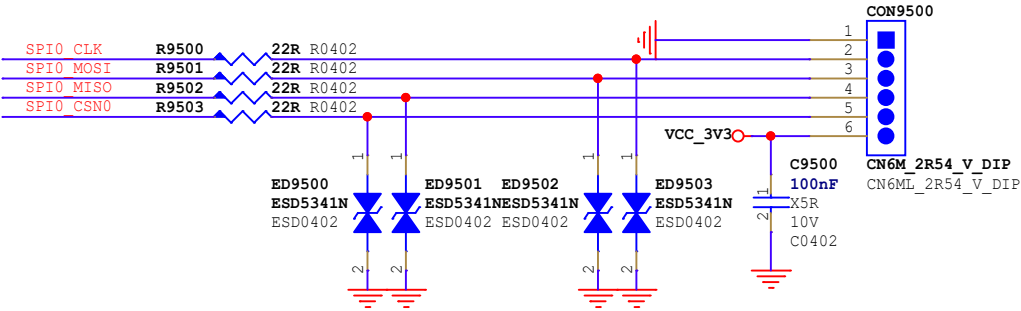 CON9500
1
SPI0_CLK R9500 22R R0402 2
SPI0_MOSI R9501 22R R0402 3
SPI0_MISO R9502 22R R0402 4
SPI0_CSN0 R9503 22R R0402 5
VCC_3V3 6
1 1 1 1
C9500 CN6M_2R54_V_DIP
ED9500 ED9501 ED9502 ED9503 1 100nF CN6ML_2R54_V_DIP
ESD5341N ESD5341N ESD5341N ESD5341N 2 X5R
ESD0402 ESD0402 ESD0402 ESD0402 10V
C0402
2 2 2 2